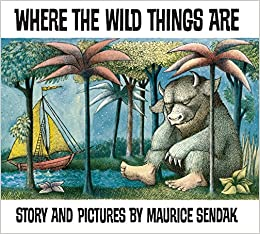 WHERE THE WILD THINGS ARE
STORY AND PICTURES BY MAURICE SENDAK